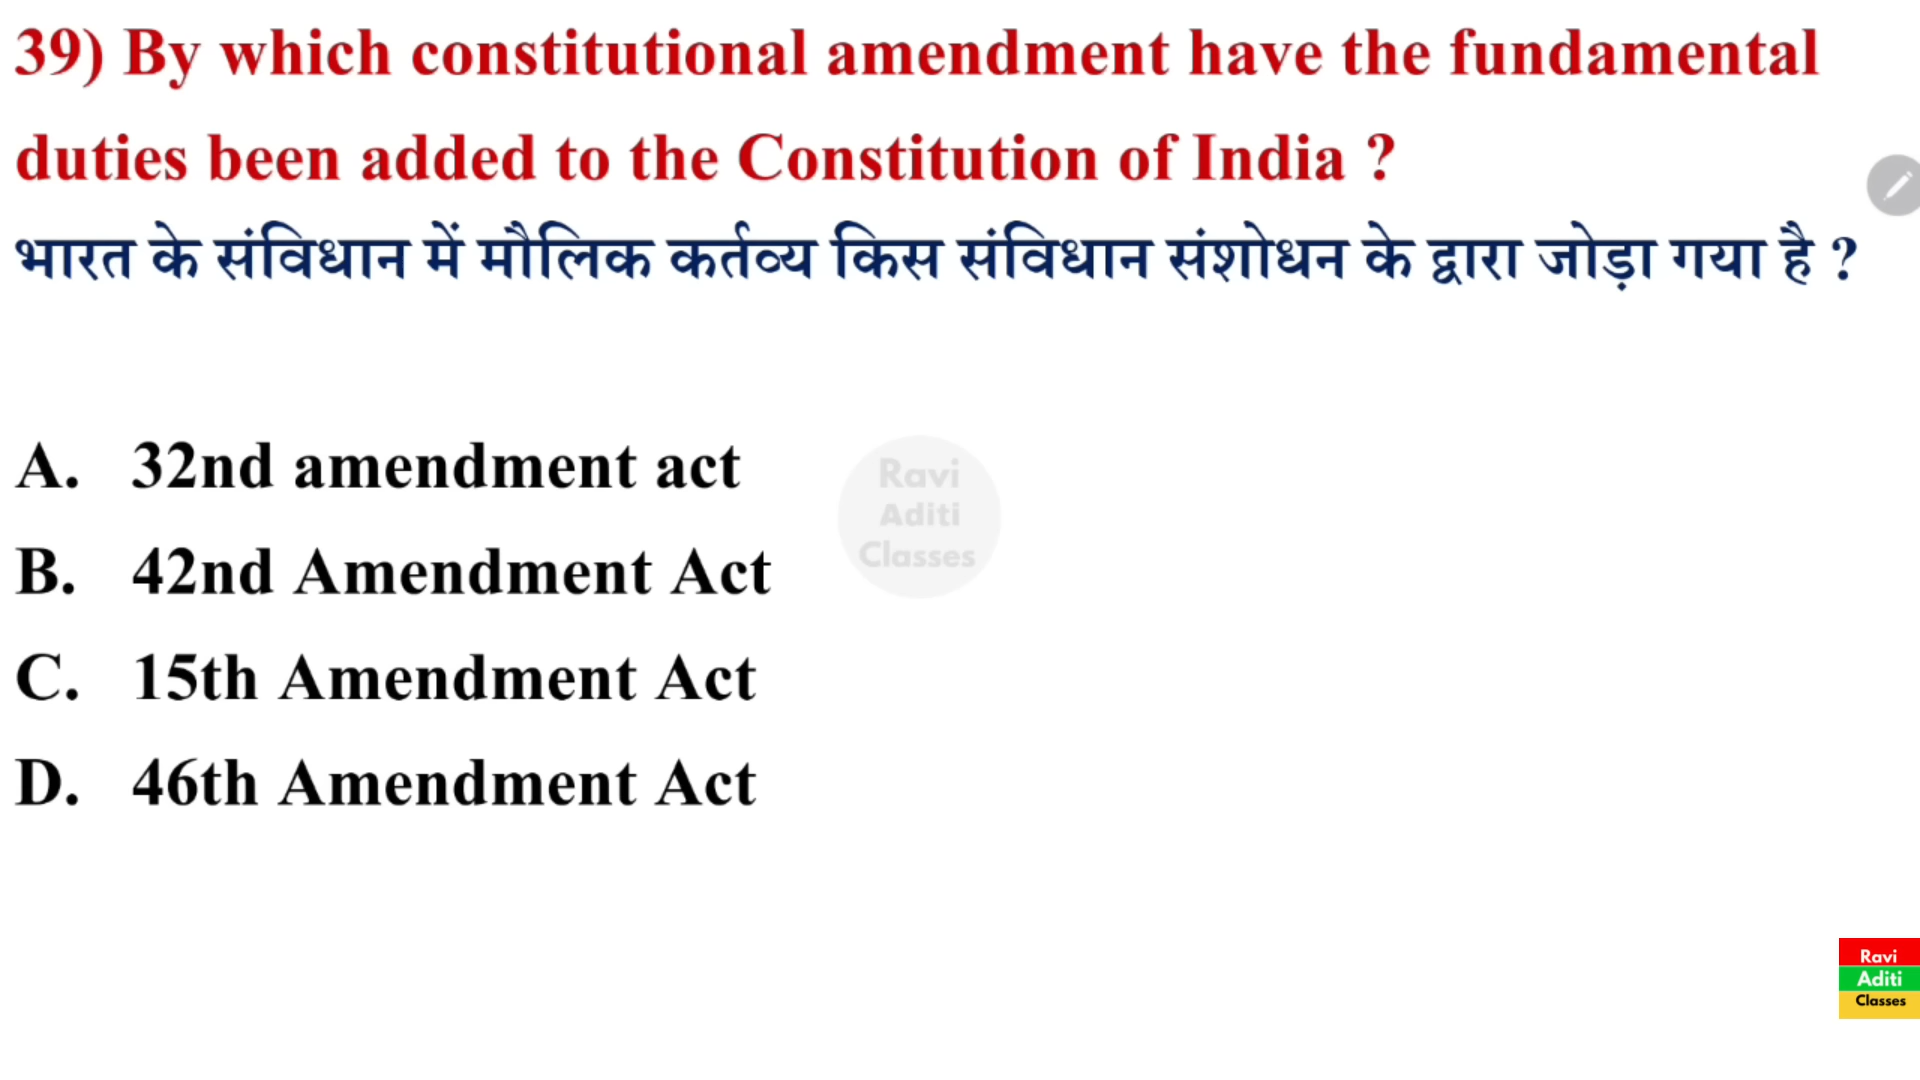 39) By which constitutional amendment have the fundamental
duties been added to the Constitution of India ?
भारत के संविधान में मौलिक कर्तव्य किस संविधान संशोधन के द्वारा जोड़ा गया है ?
A. 32nd amendment act
B. 42nd Amendment Act
C. 15th Amendment Act
D. 46th Amendment Act
Ravi
Aditi
Classes
Ravi
Aditi
Classes